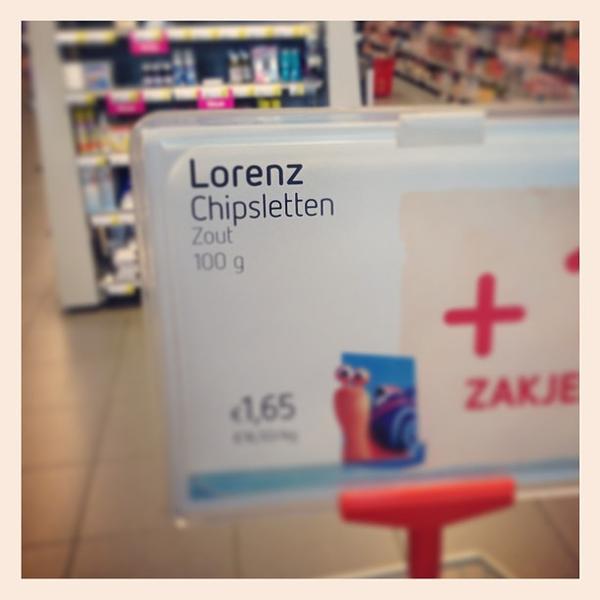 Lorenz
Chipsletten
Zout
100 g
+
ZAKJE
€1,65